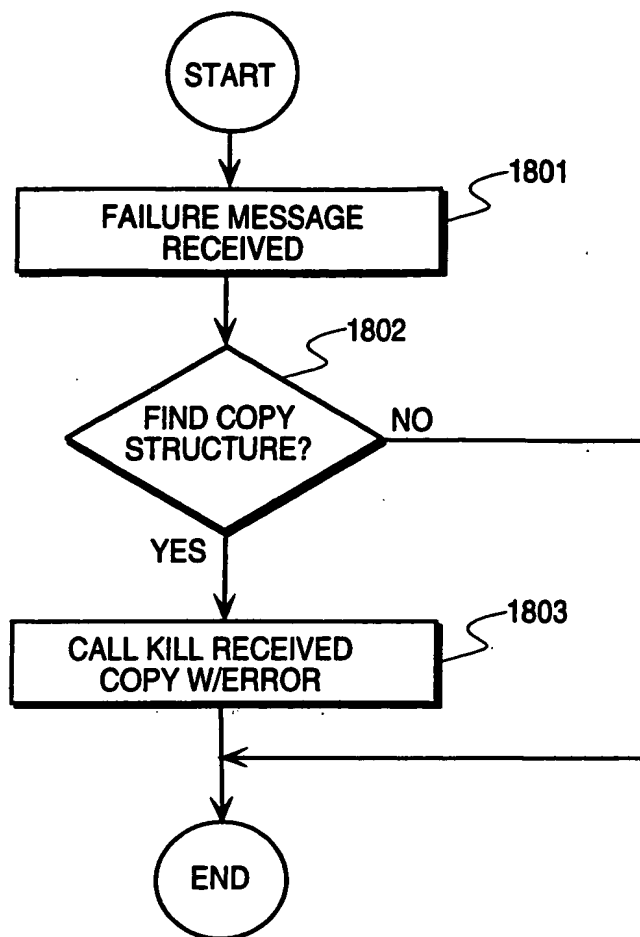 START
1801
FAILURE MESSAGE
RECEIVED
1802
FIND COPY
STRUCTURE?
NO
YES
1803
CALL KILL RECEIVED
COPY W/ERROR
END